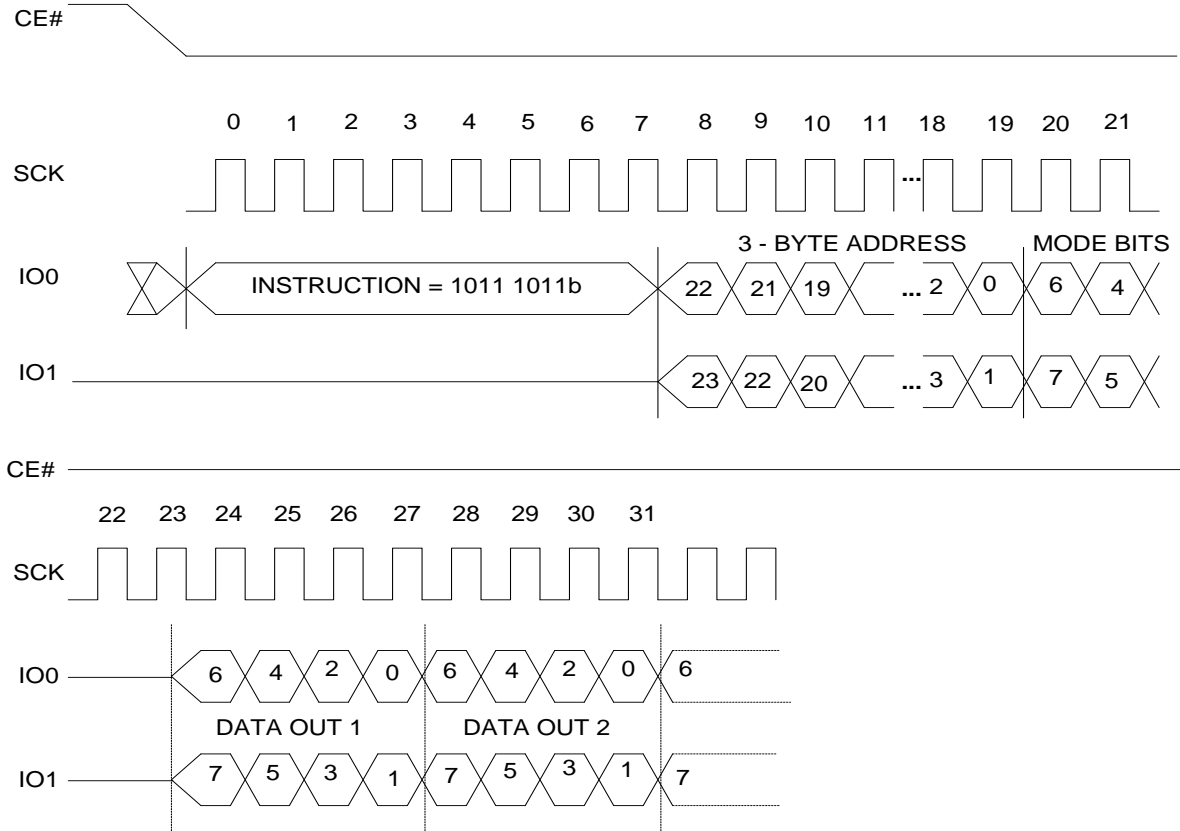 CE#
0 1 2 3 4 5 6 7 8 9 10 11 18 19 20 21
SCK ...
3 - BYTE ADDRESS MODE BITS
IO0 INSTRUCTION = 1011 1011b 22 21 19 ... 2 0 6 4
IO1 23 22 20 ... 3 1 7 5
CE#
22 23 24 25 26 27 28 29 30 31
SCK
IO0 6 4 2 0 6 4 2 0 6
DATA OUT 1 DATA OUT 2
IO1 7 5 3 1 7 5 3 1 7